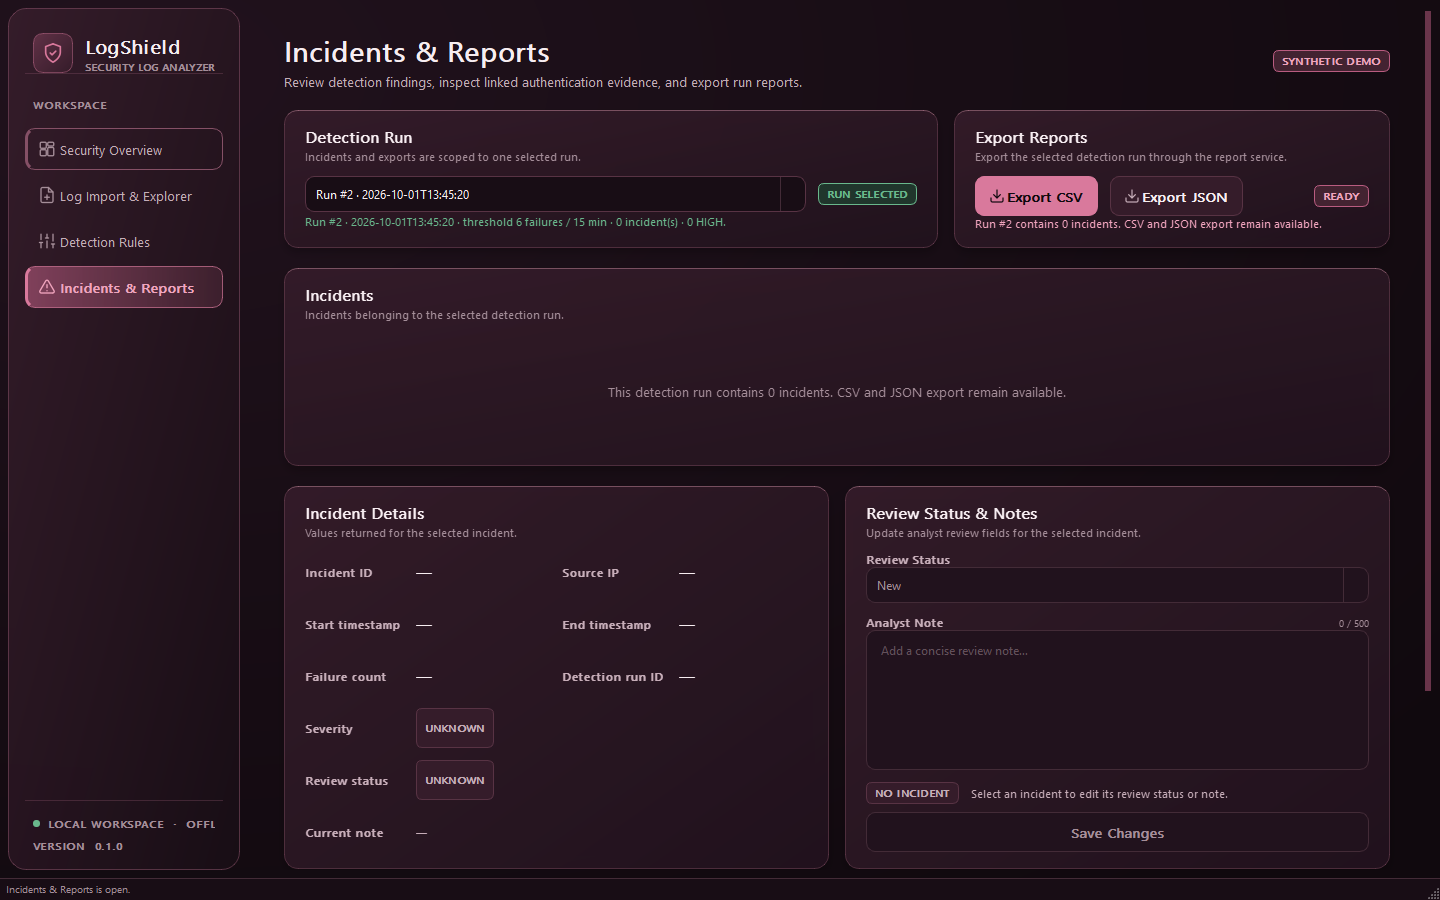 LogShield
SECURITY LOG ANALYZER
WORKSPACE
Security Overview
Log Import & Explorer
Detection Rules
Incidents & Reports
LOCAL WORKSPACE · OFFL
VERSION 0.1.0
Incidents & Reports
Review detection findings, inspect linked authentication evidence, and export run reports.
SYNTHETIC DEMO
Detection Run
Incidents and exports are scoped to one selected run.
Run #2 · 2026-10-01T13:45:20
RUN SELECTED
Run #2 · 2026-10-01T13:45:20 · threshold 6 failures / 15 min · 0 incident(s) · 0 HIGH.
Export Reports
Export the selected detection run through the report service.
Export CSV
Export JSON
READY
Run #2 contains 0 incidents. CSV and JSON export remain available.
Incidents
Incidents belonging to the selected detection run.
This detection run contains 0 incidents. CSV and JSON export remain available.
Incident Details
Values returned for the selected incident.
Incident ID —
Source IP —
Start timestamp —
End timestamp —
Failure count —
Detection run ID —
Severity UNKNOWN
Review status UNKNOWN
Current note —
Review Status & Notes
Update analyst review fields for the selected incident.
Review Status
New
Analyst Note
0 / 500
Add a concise review note...
NO INCIDENT
Select an incident to edit its review status or note.
Save Changes
Incidents & Reports is open.